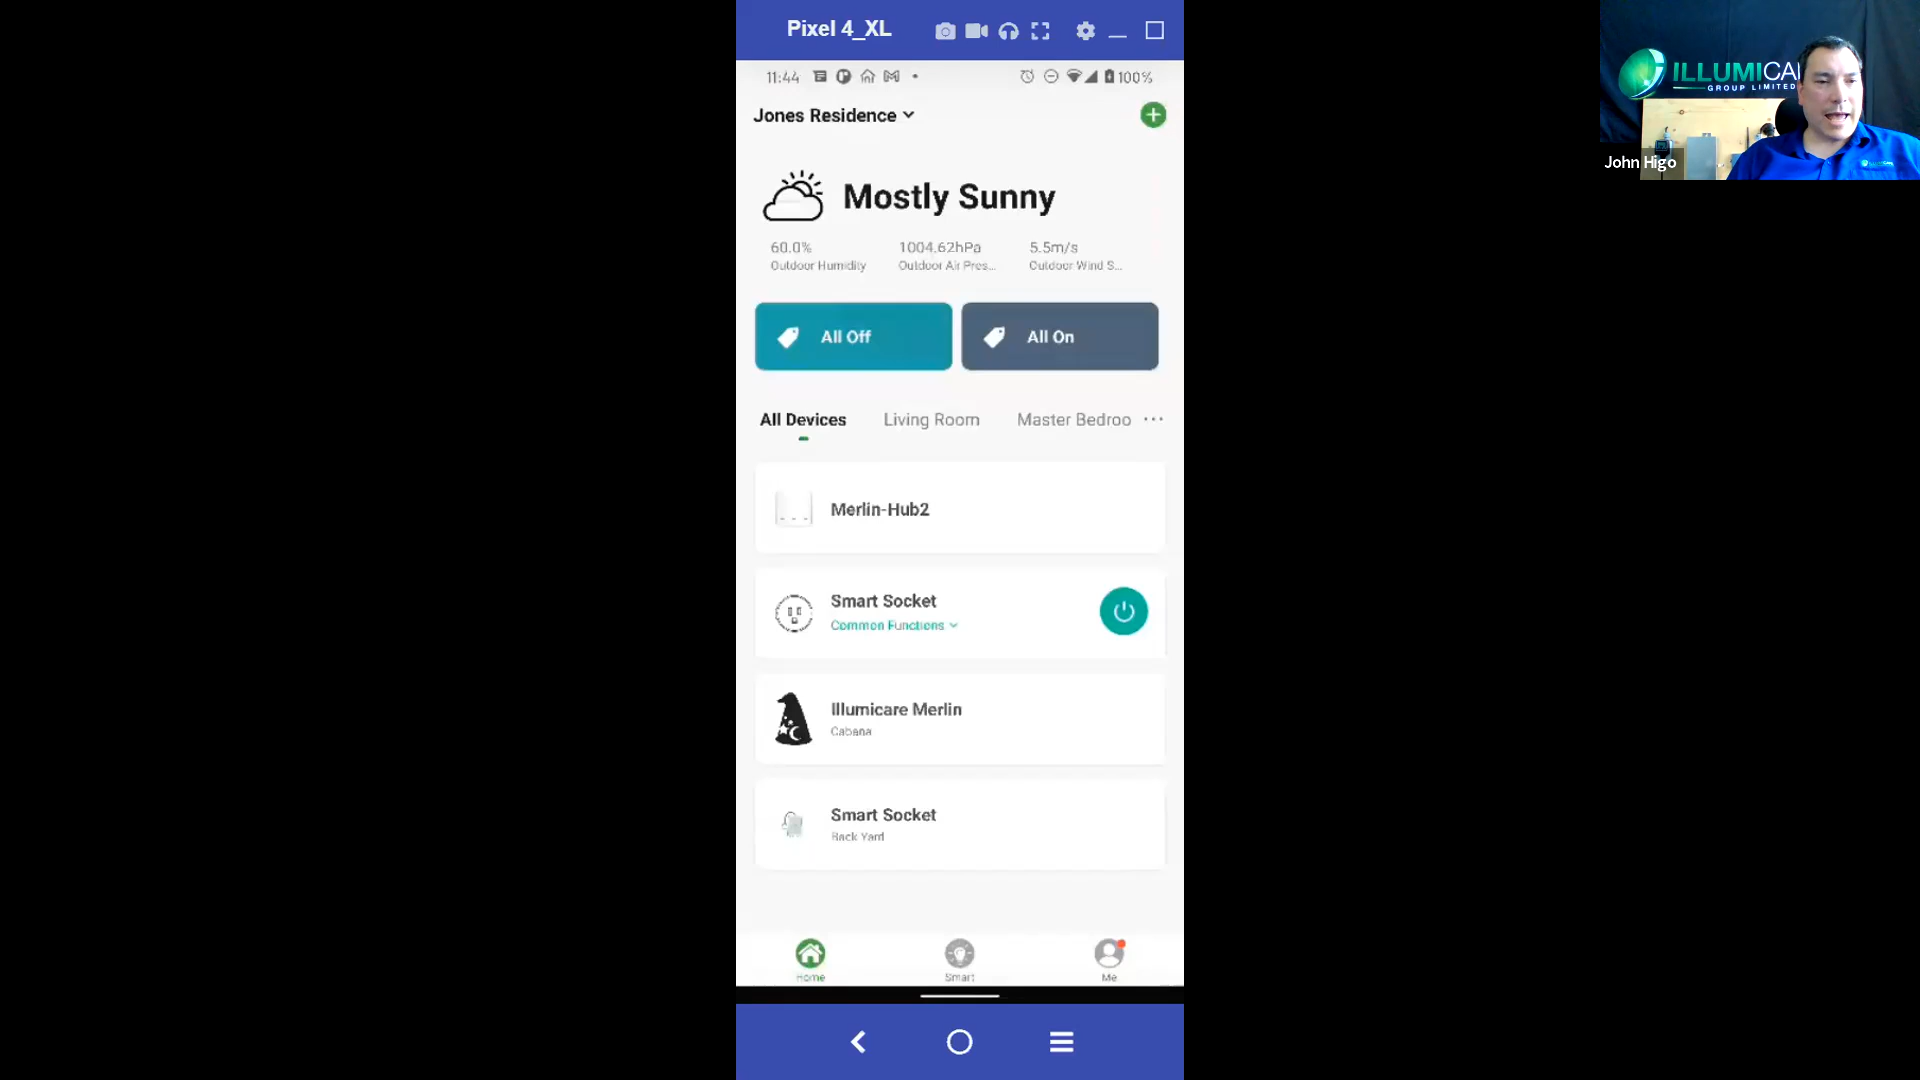 Pixel 4_XL
11:44
100%
Jones Residence
Mostly Sunny
60.0%
1004.62hPa
5.5m/s
Outdoor Humidity
Outdoor Air Pres...
Outdoor Wind S...
All Off
All On
All Devices
Living Room
Master Bedroo
Merlin-Hub2
Smart Socket
Common Functions
Illumicare Merlin
Cabana
Smart Socket
Back Yard
Home
Smart
Me
ILLUMICA
GROUP LIMITED
John Higo